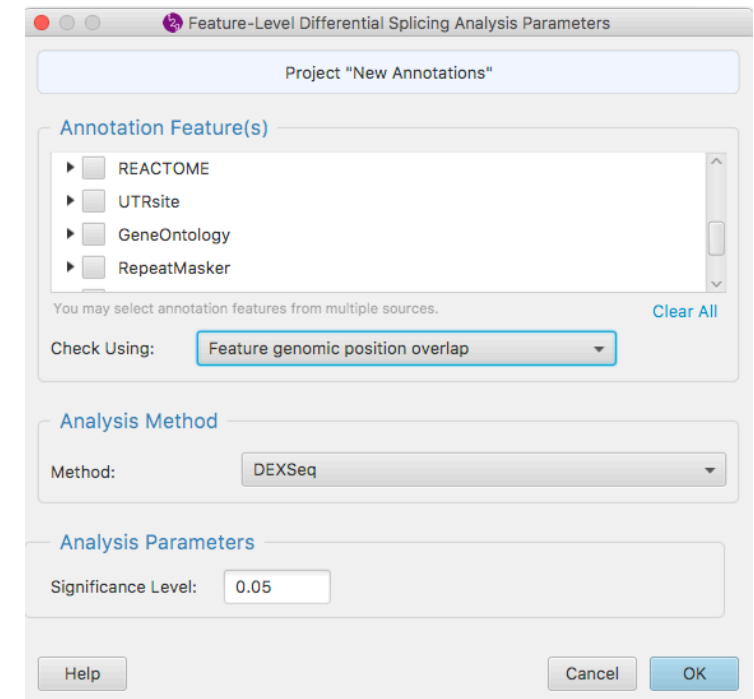 Feature-Level Differential Splicing Analysis Parameters
Project "New Annotations"
Annotation Feature(s)
REACTOME
UTRsite
GeneOntology
RepeatMasker
You may select annotation features from multiple sources.
Clear All
Check Using: Feature genomic position overlap
Analysis Method
Method: DEXSeq
Analysis Parameters
Significance Level: 0.05
Help Cancel OK